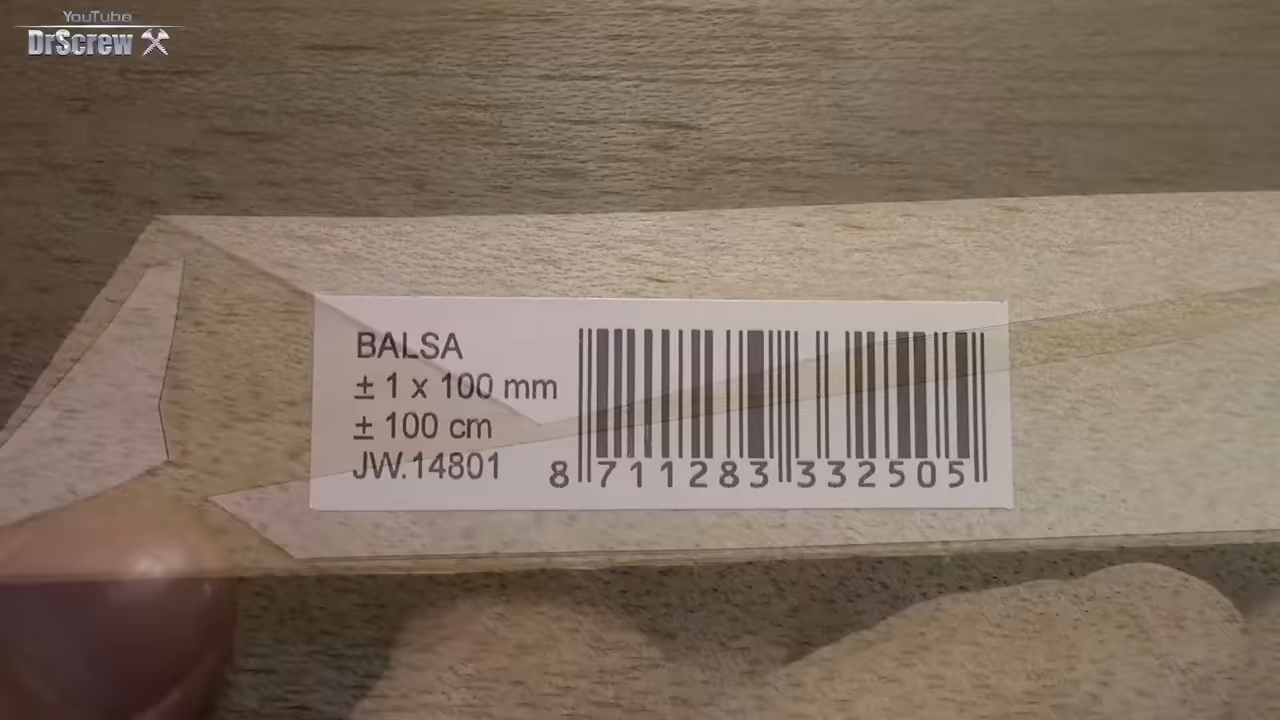 YouTube
DrScrew
BALSA
± 1 x 100 mm
± 100 cm
JW.14801
8 711283 332505